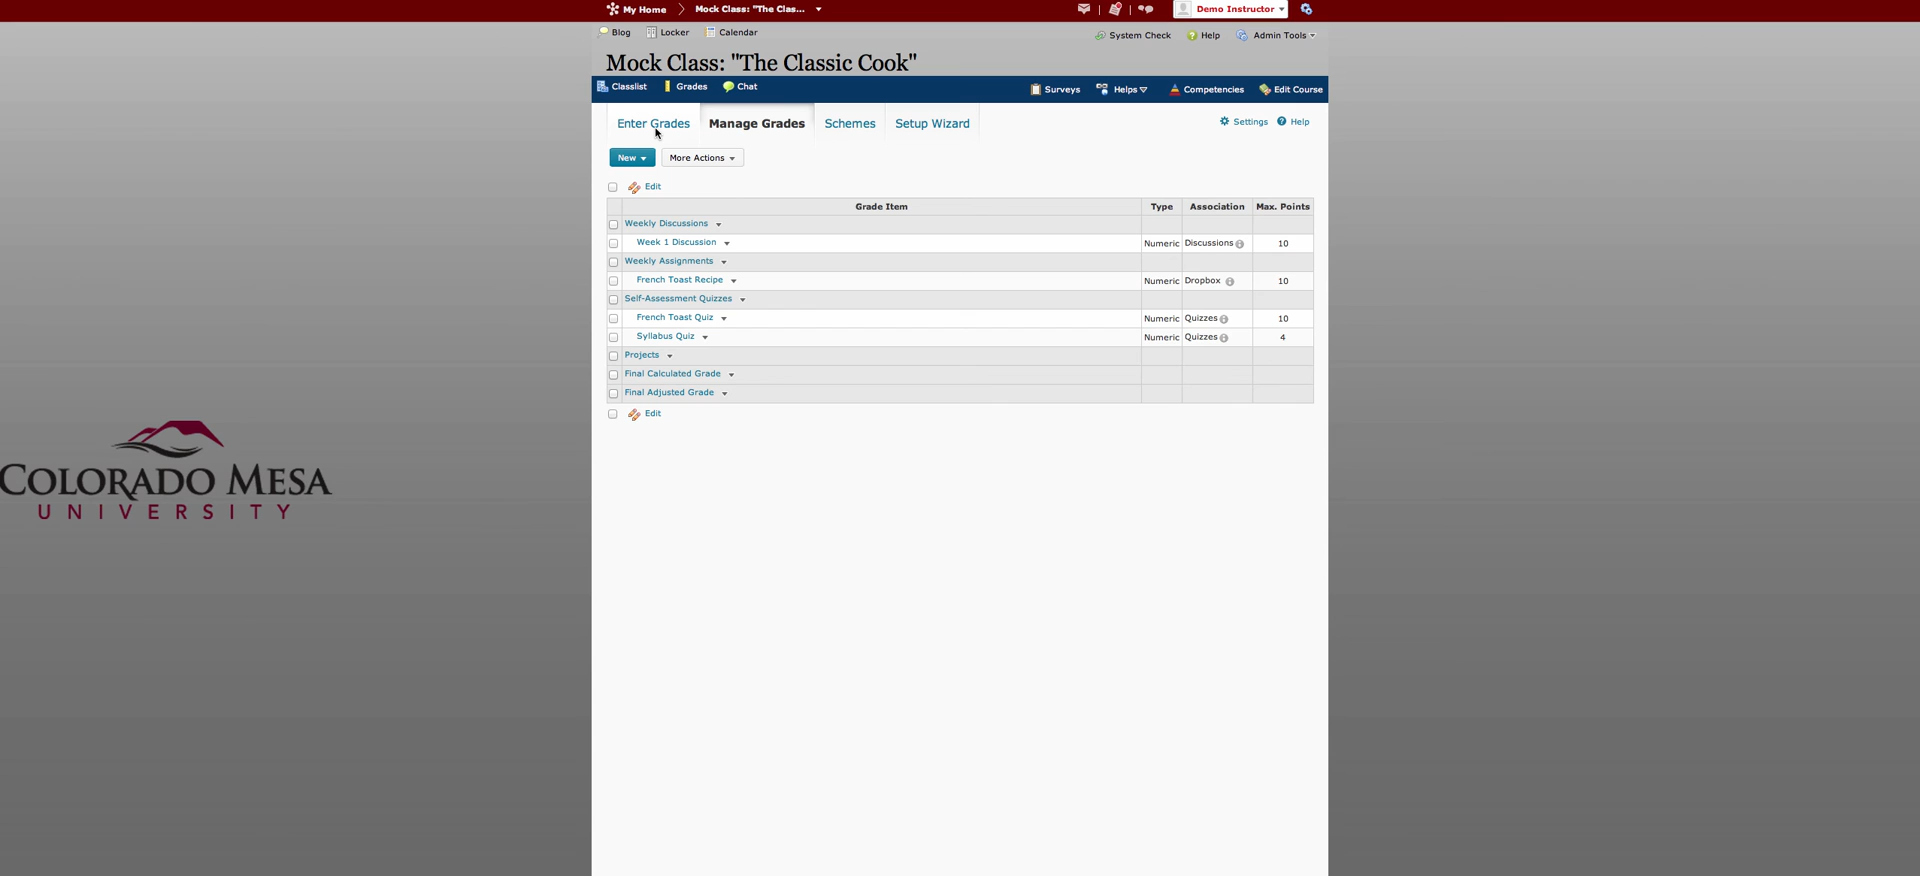 My Home Mock Class: "The Clas... Demo Instructor
Blog Locker Calendar System Check Help Admin Tools
Mock Class: "The Classic Cook"
Classlist Grades Chat Surveys Helps Competencies Edit Course
Enter Grades Manage Grades Schemes Setup Wizard Settings Help
New More Actions
Edit
Grade Item Type Association Max. Points
Weekly Discussions
Week 1 Discussion Numeric Discussions 10
Weekly Assignments
French Toast Recipe Numeric Dropbox 10
Self-Assessment Quizzes
French Toast Quiz Numeric Quizzes 10
Syllabus Quiz Numeric Quizzes 4
Projects
Final Calculated Grade
Final Adjusted Grade
Edit
COLORADO MESA
UNIVERSITY